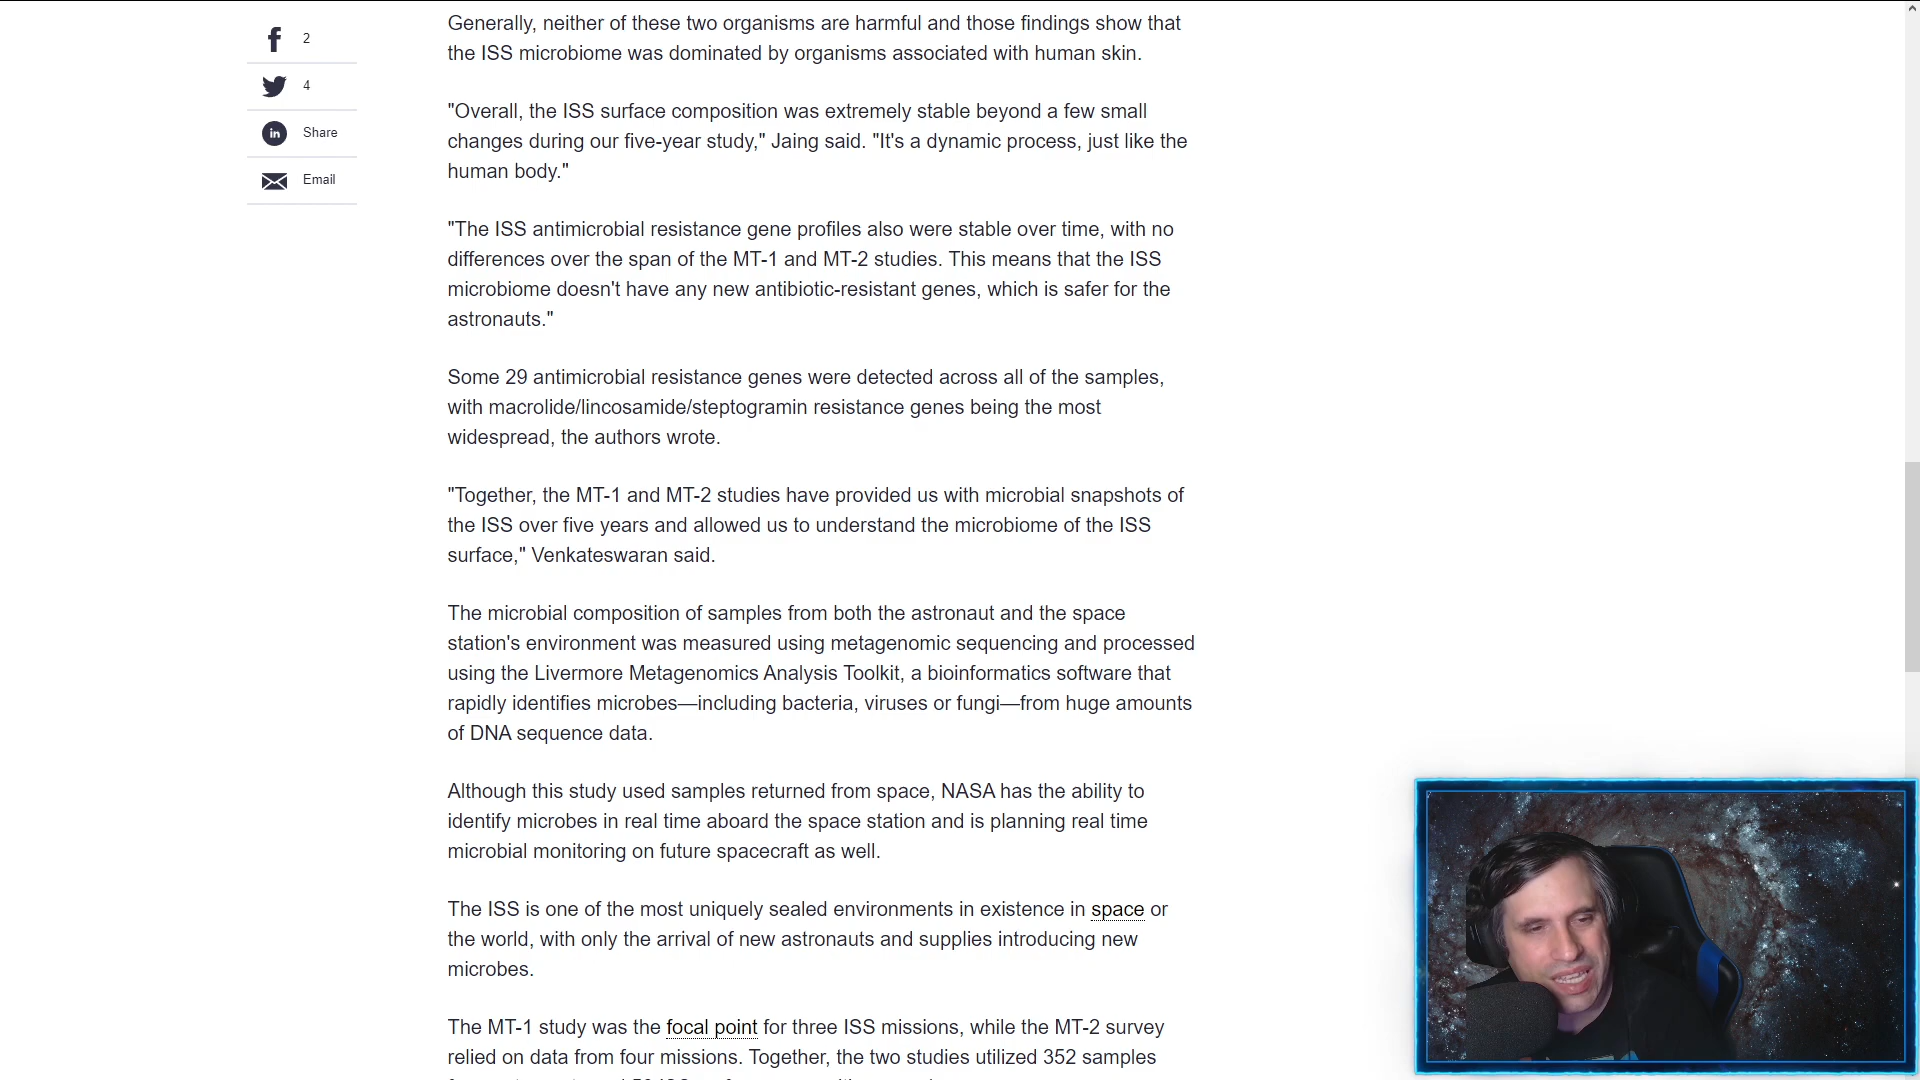 2
4
Share
Email
Generally, neither of these two organisms are harmful and those findings show that
the ISS microbiome was dominated by organisms associated with human skin.
"Overall, the ISS surface composition was extremely stable beyond a few small
changes during our five-year study," Jaing said. "It's a dynamic process, just like the
human body."
"The ISS antimicrobial resistance gene profiles also were stable over time, with no
differences over the span of the MT-1 and MT-2 studies. This means that the ISS
microbiome doesn't have any new antibiotic-resistant genes, which is safer for the
astronauts."
Some 29 antimicrobial resistance genes were detected across all of the samples,
with macrolide/lincosamide/steptogramin resistance genes being the most
widespread, the authors wrote.
"Together, the MT-1 and MT-2 studies have provided us with microbial snapshots of
the ISS over five years and allowed us to understand the microbiome of the ISS
surface," Venkateswaran said.
The microbial composition of samples from both the astronaut and the space
station's environment was measured using metagenomic sequencing and processed
using the Livermore Metagenomics Analysis Toolkit, a bioinformatics software that
rapidly identifies microbes—including bacteria, viruses or fungi—from huge amounts
of DNA sequence data.
Although this study used samples returned from space, NASA has the ability to
identify microbes in real time aboard the space station and is planning real time
microbial monitoring on future spacecraft as well.
The ISS is one of the most uniquely sealed environments in existence in space or
the world, with only the arrival of new astronauts and supplies introducing new
microbes.
The MT-1 study was the focal point for three ISS missions, while the MT-2 survey
relied on data from four missions. Together, the two studies utilized 352 samples